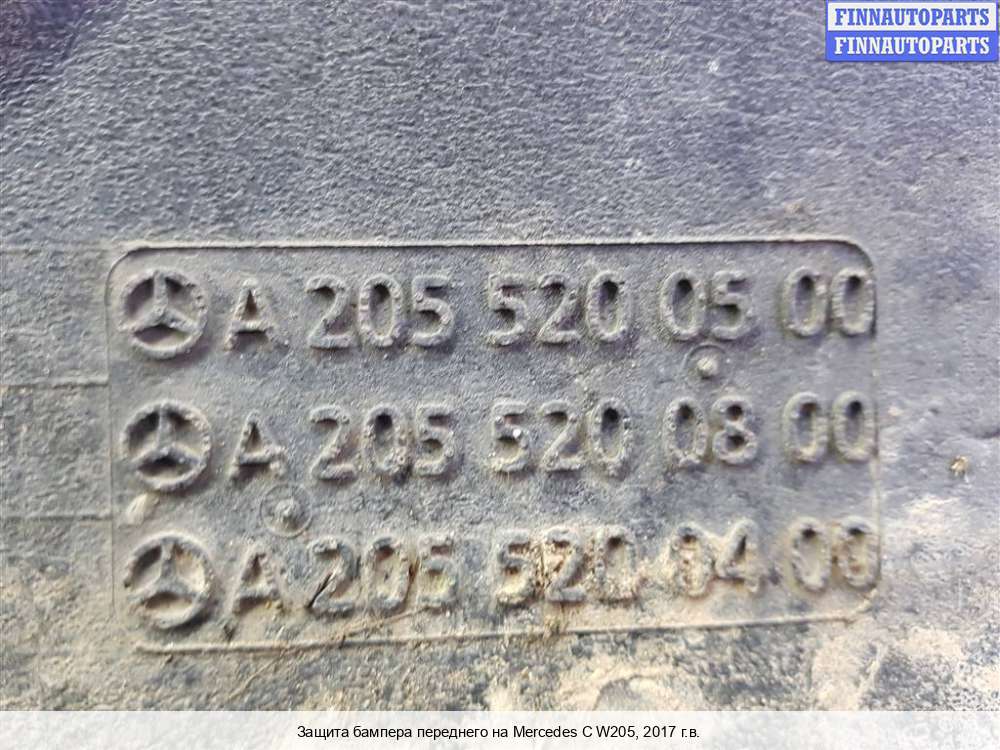 FINNAUTOPARTS
FINNAUTOPARTS
A 205 520 05 00
A 205 520 08 00
A 205 520 04 00
Защита бампера переднего на Mercedes C W205, 2017 г.в.